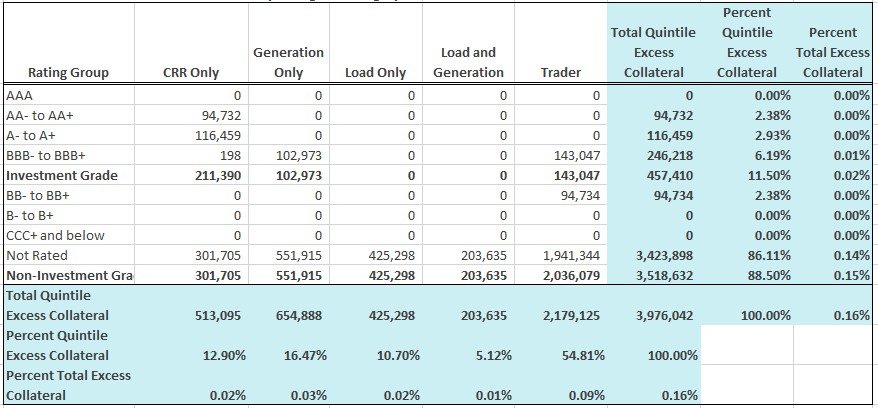 Percent
Total Quintile Quintile Percent
Generation Load and Excess Excess Total Excess
Rating Group CRR Only Only Load Only Generation Trader Collateral Collateral Collateral
AAA 0 0 0 0 0 0 0.00% 0.00%
AA- to AA+ 94,732 0 0 0 0 94,732 2.38% 0.00%
A- to A+ 116,459 0 0 0 0 116,459 2.93% 0.00%
BBB- to BBB+ 198 102,973 0 0 143,047 246,218 6.19% 0.01%
Investment Grade 211,390 102,973 0 0 143,047 457,410 11.50% 0.02%
BB- to BB+ 0 0 0 0 94,734 94,734 2.38% 0.00%
B- to B+ 0 0 0 0 0 0 0.00% 0.00%
CCC+ and below 0 0 0 0 0 0 0.00% 0.00%
Not Rated 301,705 551,915 425,298 203,635 1,941,344 3,423,898 86.11% 0.14%
Non-Investment Gra 301,705 551,915 425,298 203,635 2,036,079 3,518,632 88.50% 0.15%
Total Quintile
Excess Collateral 513,095 654,888 425,298 203,635 2,179,125 3,976,042 100.00% 0.16%
Percent Quintile
Excess Collateral 12.90% 16.47% 10.70% 5.12% 54.81% 100.00%
Percent Total Excess
Collateral 0.02% 0.03% 0.02% 0.01% 0.09% 0.16%